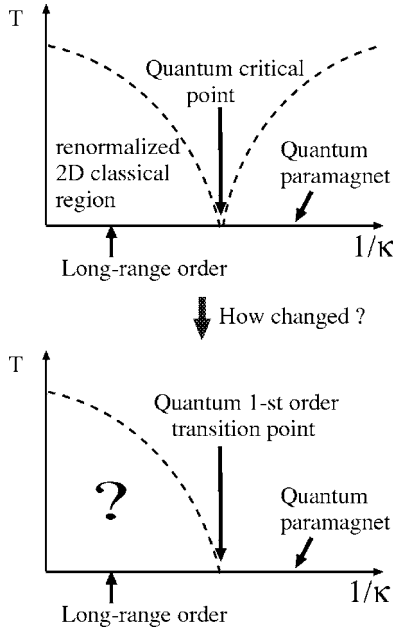 T
Quantum critical
point
renormalized
2D classical
region
Quantum
paramagnet
1/κ
Long-range order
How changed ?
T
Quantum 1-st order
transition point
?
Quantum
paramagnet
1/κ
Long-range order